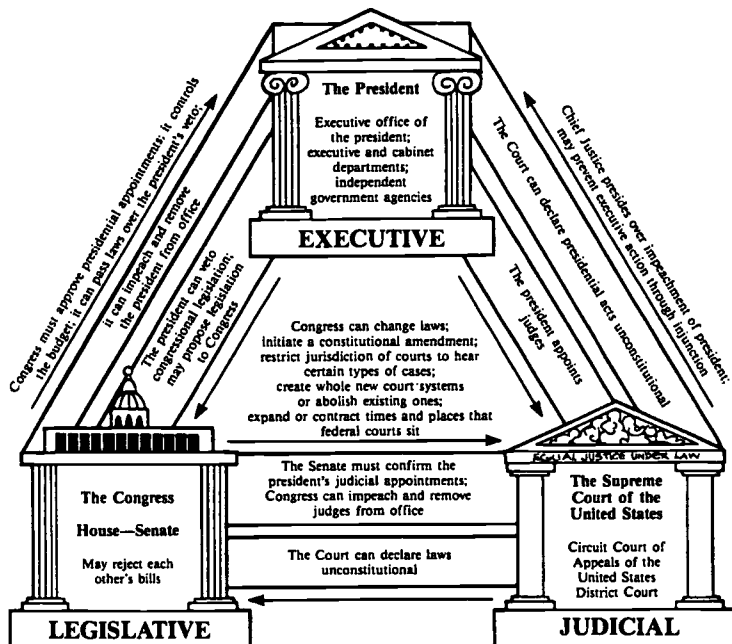 The President
Executive office of
the president;
executive and cabinet
departments;
independent
government agencies
EXECUTIVE
Congress must approve presidential appointments; it controls
the budget; it can pass laws over the president's veto;
it can impeach and remove
the president from office
The president can veto
congressional legislation;
may propose legislation
to Congress
Chief Justice presides over impeachment of president;
may prevent executive action through injunction
The Court can declare presidential acts unconstitutional
The president appoints
judges
Congress can change laws;
initiate a constitutional amendment;
restrict jurisdiction of courts to hear
certain types of cases;
create whole new court systems
or abolish existing ones;
expand or contract times and places that
federal courts sit
The Senate must confirm the
president's judicial appointments;
Congress can impeach and remove
judges from office
The Court can declare laws
unconstitutional
The Congress
House—Senate
May reject each
other's bills
LEGISLATIVE
EQUAL JUSTICE UNDER LAW
The Supreme
Court of the
United States
Circuit Court of
Appeals of the
United States
District Court
JUDICIAL